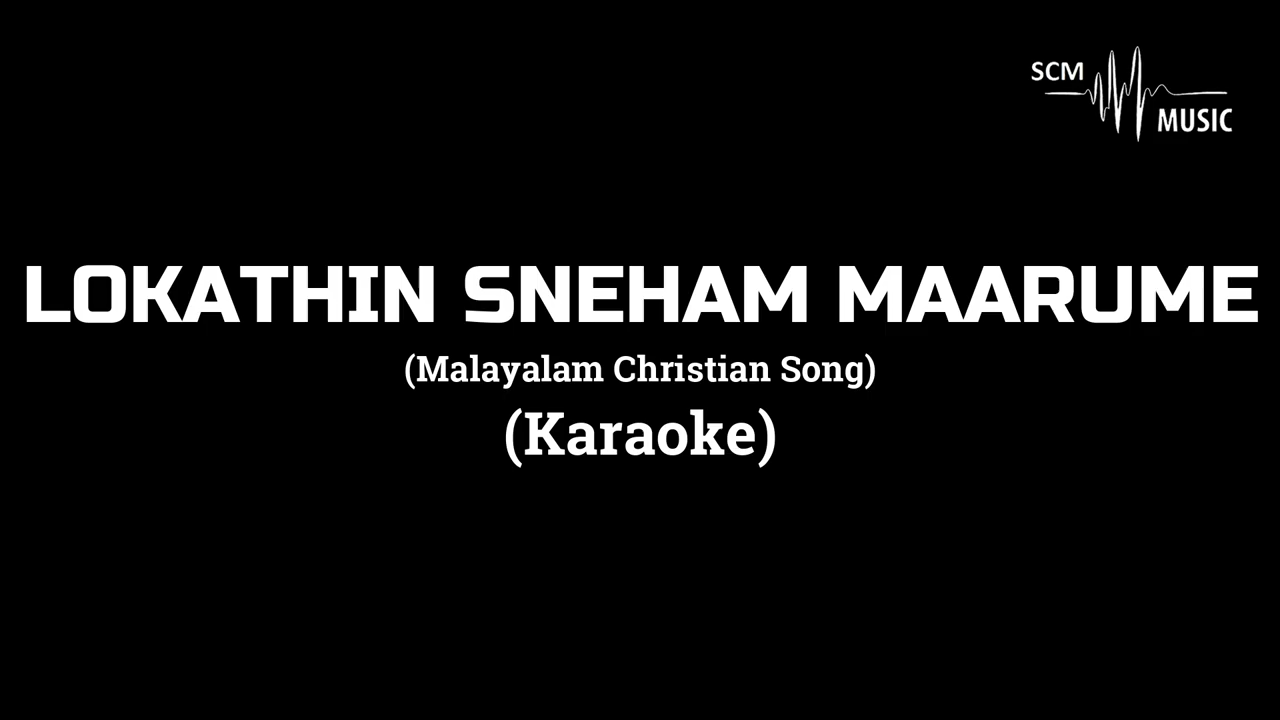 SCM
MUSIC
LOKATHIN SNEHAM MAARUME
(Malayalam Christian Song)
(Karaoke)